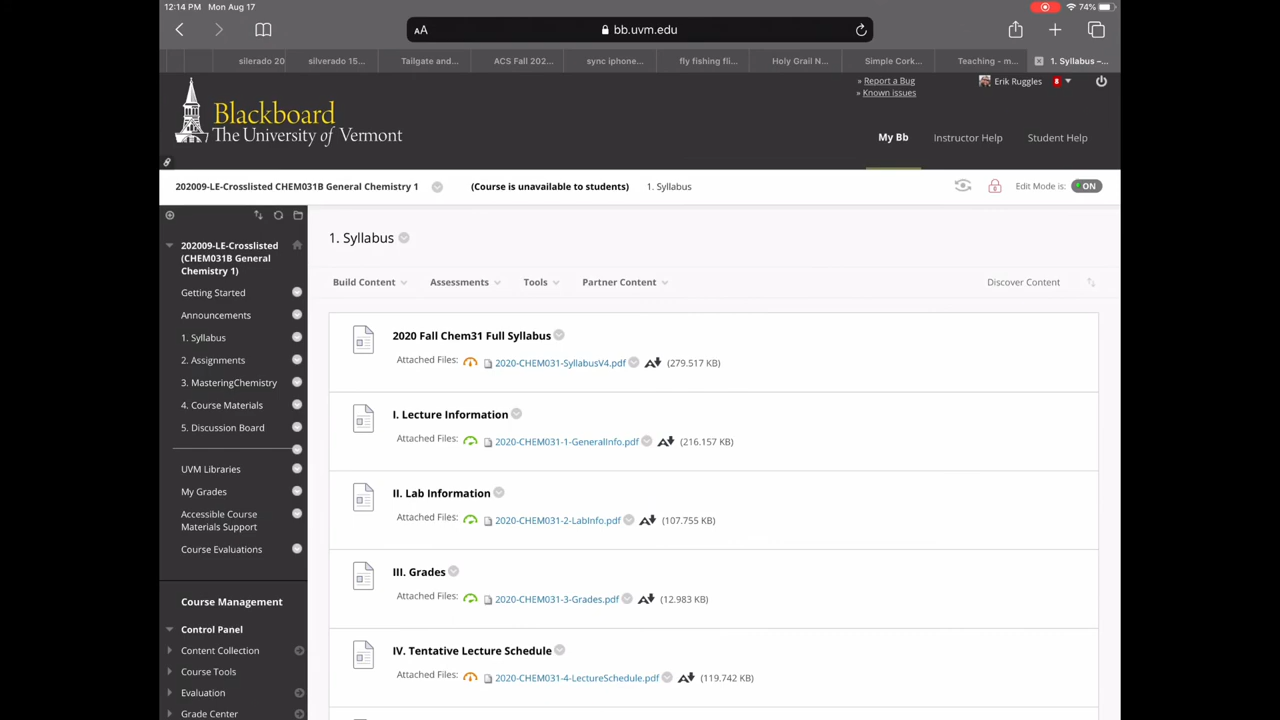 12:14 PM Mon Aug 17
74%
AA
bb.uvm.edu
silerado 20
silverado 15...
Tailgate and...
ACS Fall 202...
sync iphone...
fly fishing fli...
Holy Grail N...
Simple Cork...
Teaching - m...
1. Syllabus –...
Blackboard
The University of Vermont
» Report a Bug
» Known issues
Erik Ruggles
8
My Bb
Instructor Help
Student Help
202009-LE-Crosslisted CHEM031B General Chemistry 1
(Course is unavailable to students)
1. Syllabus
Edit Mode is:
ON
202009-LE-Crosslisted
(CHEM031B General
Chemistry 1)
Getting Started
Announcements
1. Syllabus
2. Assignments
3. MasteringChemistry
4. Course Materials
5. Discussion Board
UVM Libraries
My Grades
Accessible Course
Materials Support
Course Evaluations
Course Management
Control Panel
Content Collection
Course Tools
Evaluation
Grade Center
1. Syllabus
Build Content
Assessments
Tools
Partner Content
Discover Content
2020 Fall Chem31 Full Syllabus
Attached Files: 2020-CHEM031-SyllabusV4.pdf (279.517 KB)
I. Lecture Information
Attached Files: 2020-CHEM031-1-GeneralInfo.pdf (216.157 KB)
II. Lab Information
Attached Files: 2020-CHEM031-2-LabInfo.pdf (107.755 KB)
III. Grades
Attached Files: 2020-CHEM031-3-Grades.pdf (12.983 KB)
IV. Tentative Lecture Schedule
Attached Files: 2020-CHEM031-4-LectureSchedule.pdf (119.742 KB)